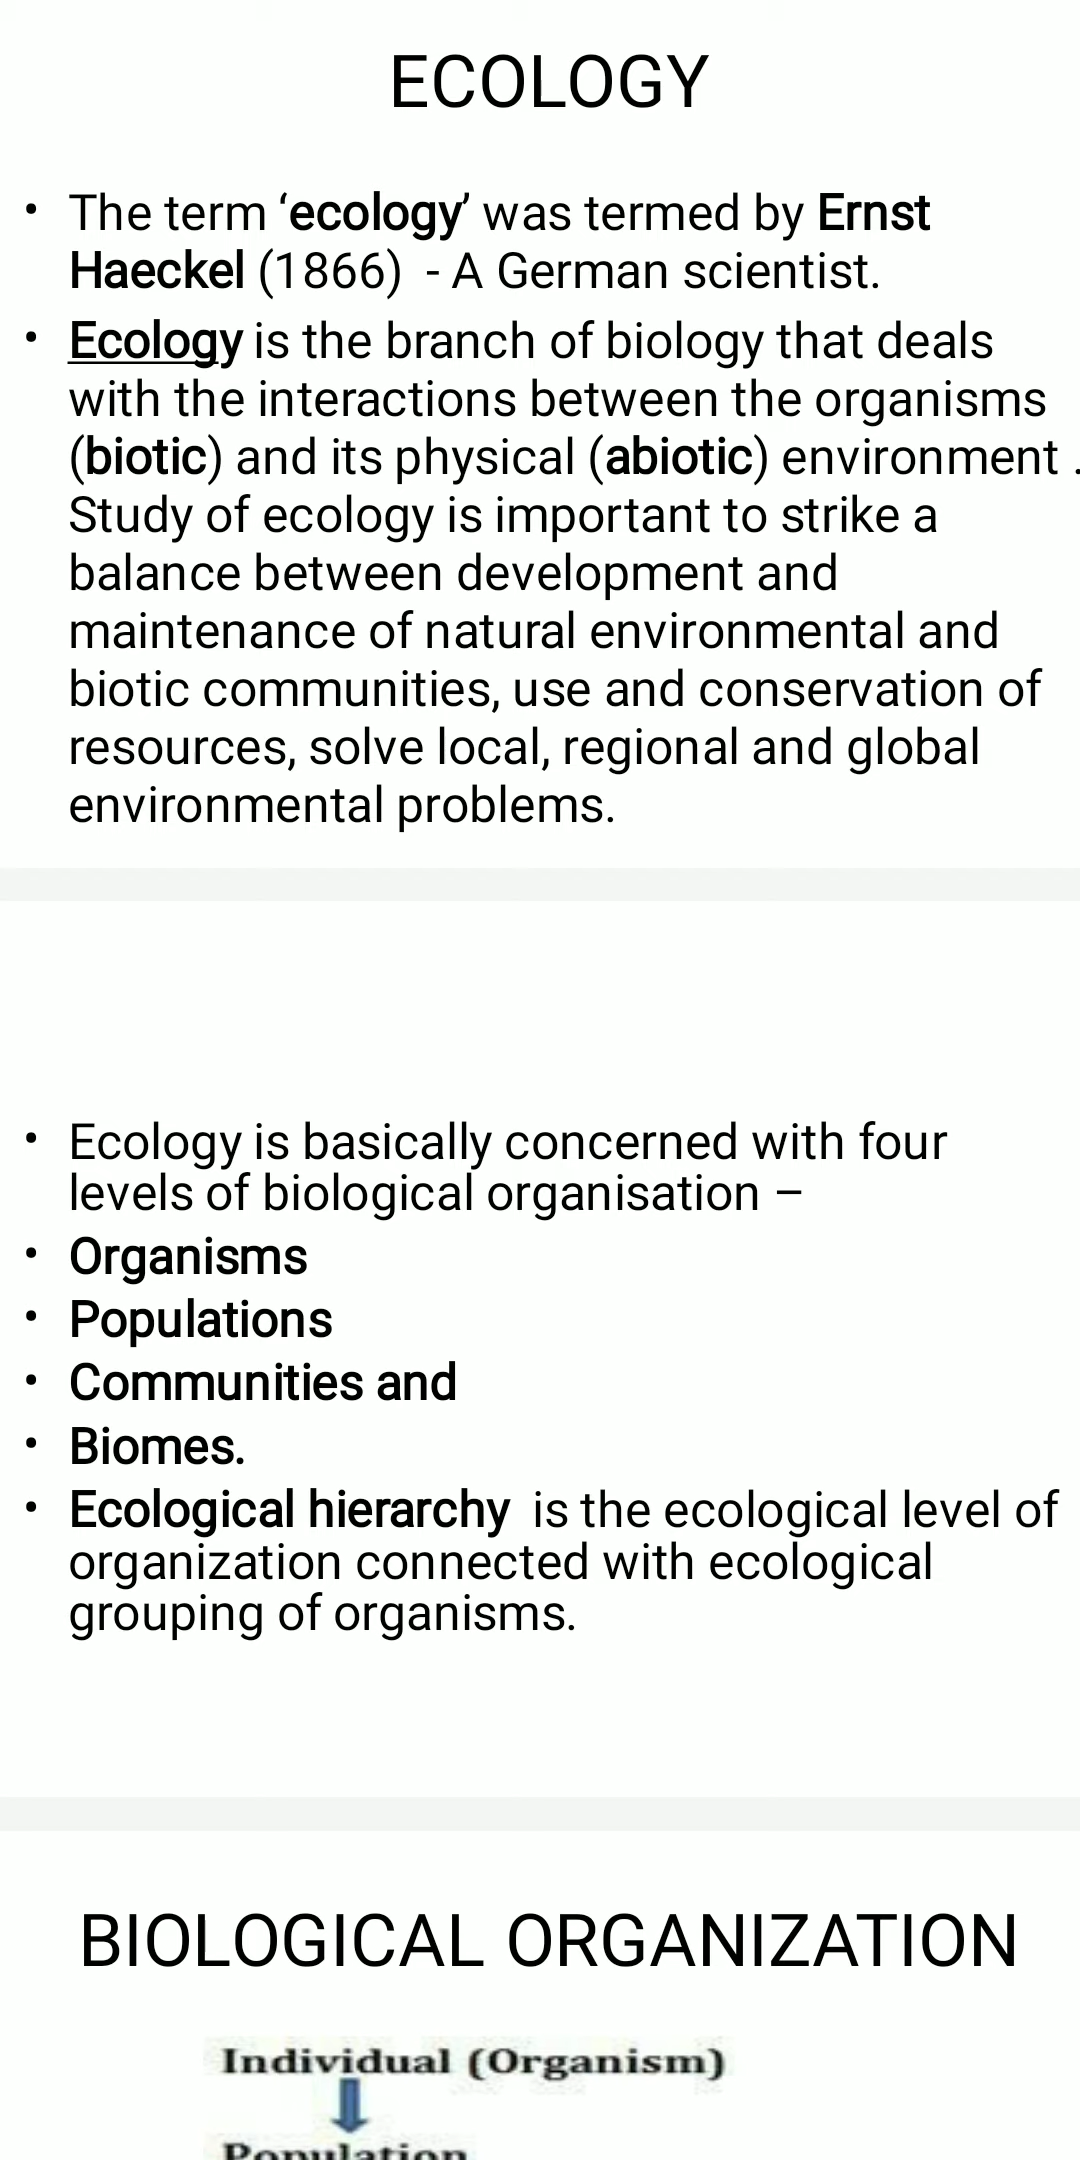 ECOLOGY
• The term ‘ecology’ was termed by Ernst
Haeckel (1866)  - A German scientist.
• Ecology is the branch of biology that deals
with the interactions between the organisms
(biotic) and its physical (abiotic) environment .
Study of ecology is important to strike a
balance between development and
maintenance of natural environmental and
biotic communities, use and conservation of
resources, solve local, regional and global
environmental problems.
• Ecology is basically concerned with four
levels of biological organisation –
• Organisms
• Populations
• Communities and
• Biomes.
• Ecological hierarchy  is the ecological level of
organization connected with ecological
grouping of organisms.
BIOLOGICAL ORGANIZATION
Individual (Organism)
Population